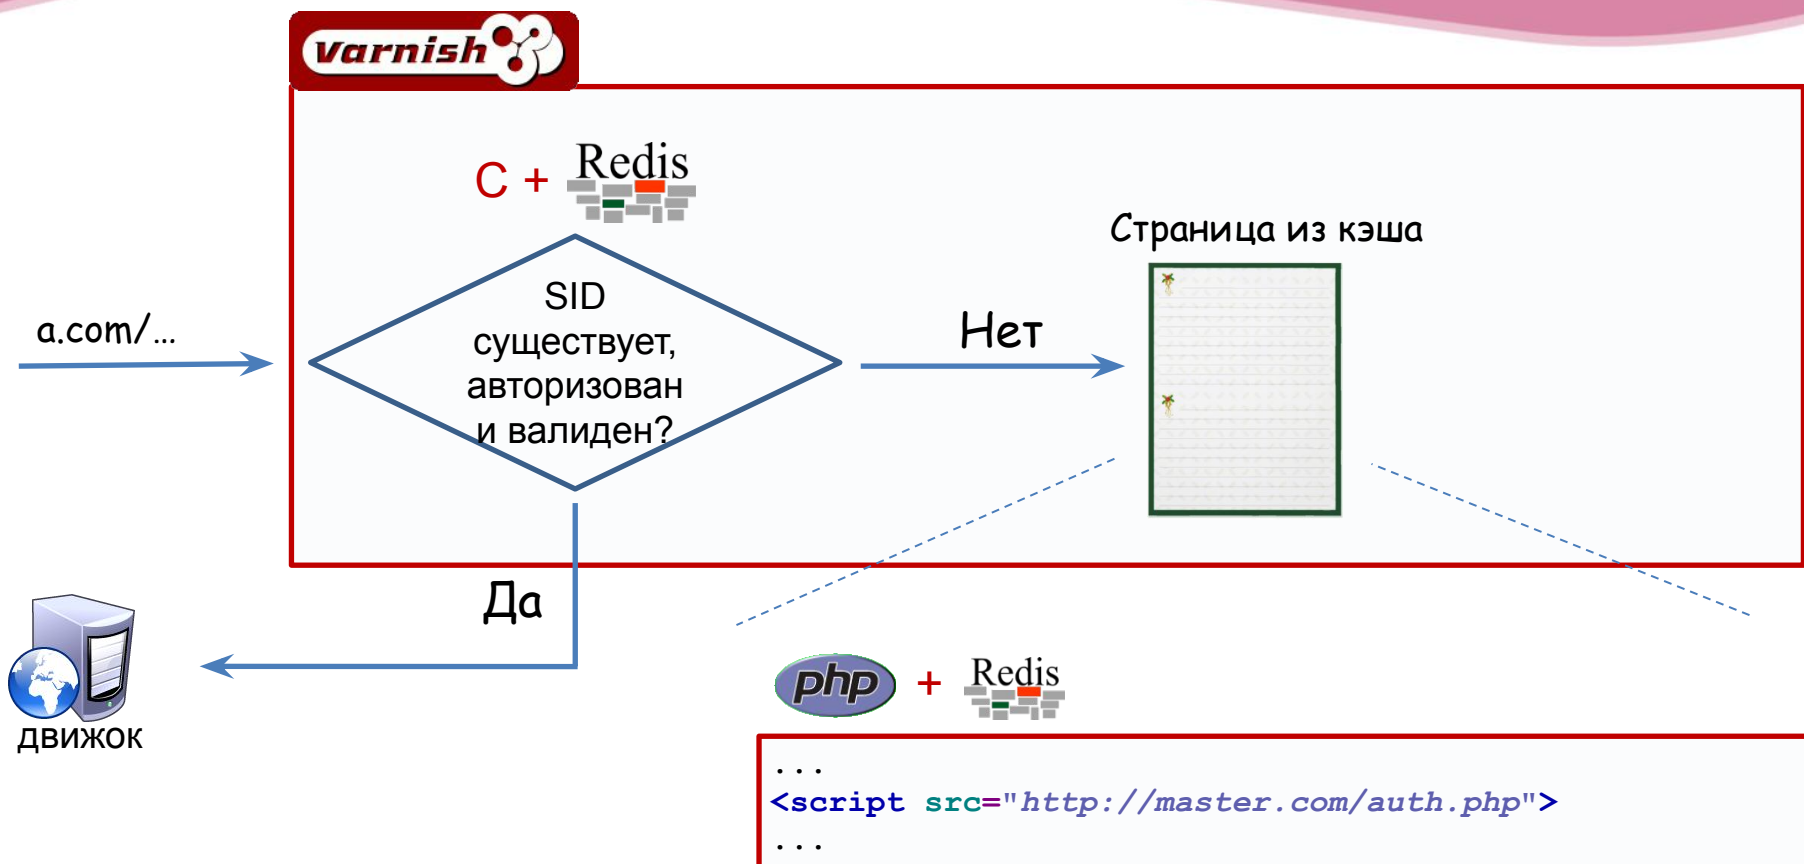 varnish
C + Redis
Страница из кэша
SID
существует,
авторизован
и валиден?
a.com/...
Нет
Да
движок
php + Redis
...
<script src="http://master.com/auth.php">
...